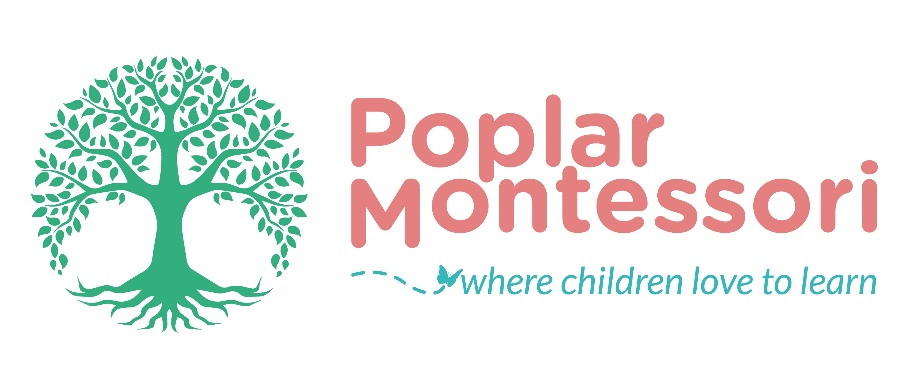 Poplar
Montessori
where children love to learn